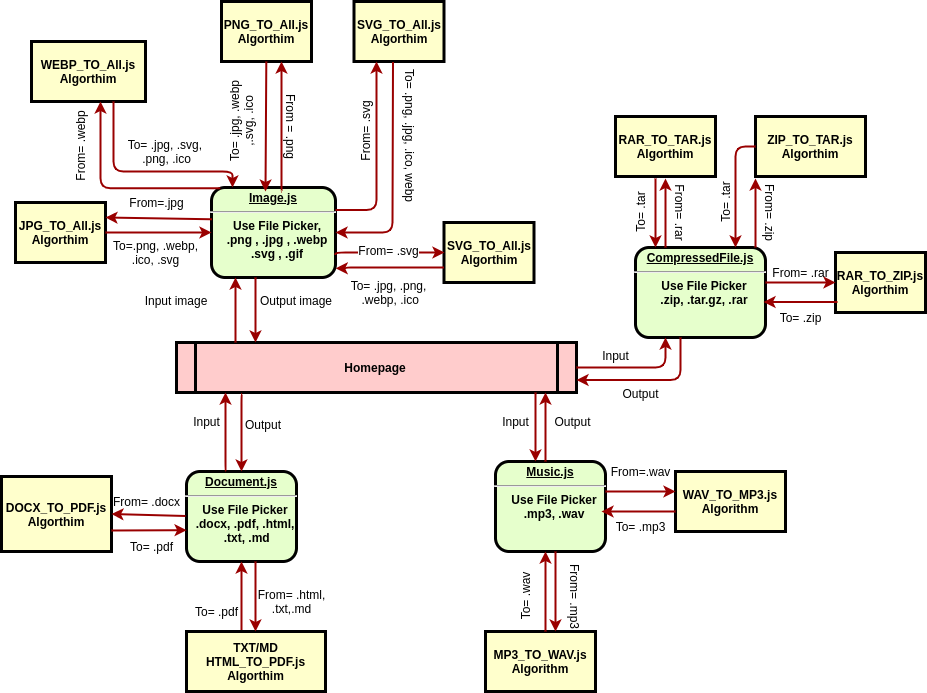 PNG_TO_All.js
Algorthim
SVG_TO_All.js
Algorthim
WEBP_TO_All.js
Algorthim
From= .webp
To= .jpg, .svg,
.png, .ico
To= .jpg, .webp
,.svg,.ico
From = .png
From= .svg
To= .png, .jpg, .ico, webp
RAR_TO_TAR.js
Algorthim
ZIP_TO_TAR.js
Algorthim
To= .tar
From= .rar
To= .tar
From= .zip
JPG_TO_All.js
Algorthim
From=.jpg
To=.png, .webp,
.ico, .svg
Image.js
Use File Picker,
.png , .jpg , .webp
.svg , .gif
From= .svg
SVG_TO_All.js
Algorthim
To= .jpg, .png,
.webp, .ico
CompressedFile.js
Use File Picker
.zip, .tar.gz, .rar
From= .rar
RAR_TO_ZIP.js
Algorthim
To= .zip
Input image
Output image
Homepage
Input
Output
Input
Output
Input
Output
DOCX_TO_PDF.js
Algorthim
From= .docx
To= .pdf
Document.js
Use File Picker
.docx, .pdf, .html,
.txt, .md
Music.js
Use File Picker
.mp3, .wav
From=.wav
WAV_TO_MP3.js
Algorithm
To= .mp3
To= .pdf
From= .html,
.txt,.md
To= .wav
From= .mp3
TXT/MD
HTML_TO_PDF.js
Algorthim
MP3_TO_WAV.js
Algorithm